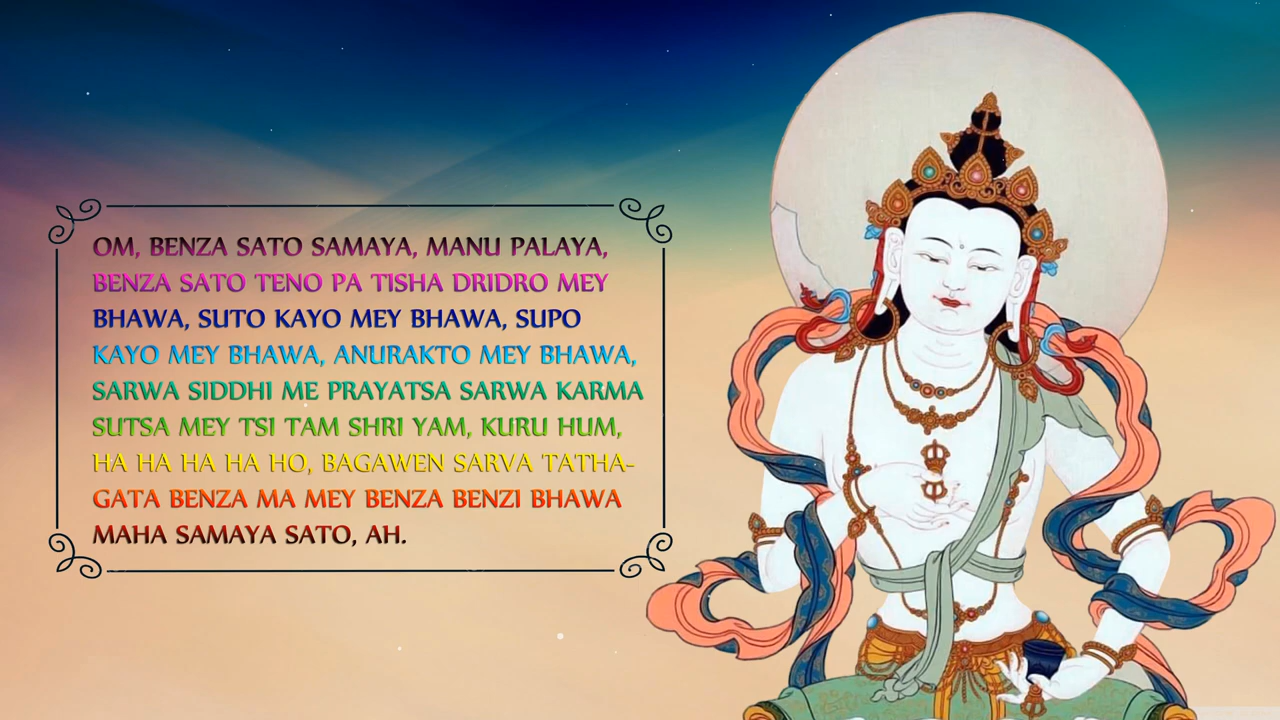 OM, BENZA SATO SAMAYA, MANU PALAYA,
BENZA SATO TENO PA TISHA DRIDRO MEY
BHAWA, SUTO KAYO MEY BHAWA, SUPO
KAYO MEY BHAWA, ANURAKTO MEY BHAWA,
SARWA SIDDHI ME PRAYATSA SARWA KARMA
SUTSA MEY TSI TAM SHRI YAM, KURU HUM,
HA HA HA HA HO, BAGAWEN SARVA TATHA-
GATA BENZA MA MEY BENZA BENZI BHAWA
MAHA SAMAYA SATO, AH.